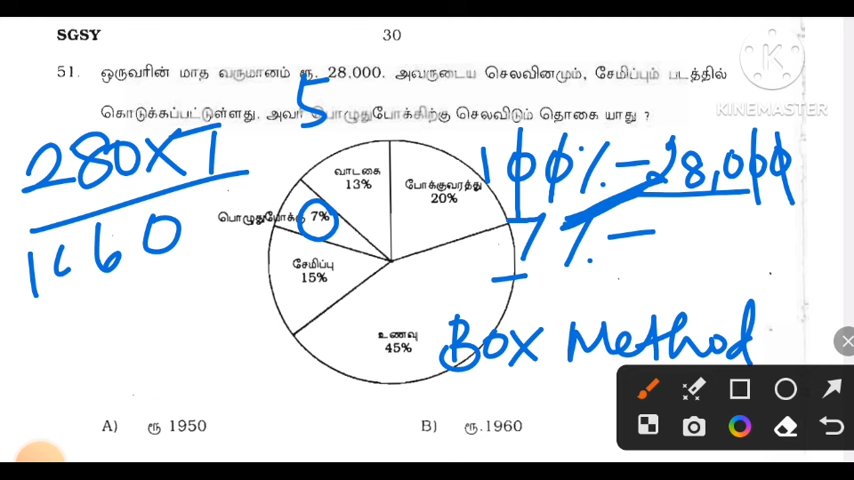 SGSY 30
KINEMASTER
51. ஒருவரின் மாத வருமானம் ரூ. 28,000. அவருடைய செலவினமும், சேமிப்பும் படத்தில்
கொடுக்கப்பட்டுள்ளது. அவர் பொழுதுபோக்கிற்கு செலவிடும் தொகை யாது ?
5
280 X 7
100% - 28,000
வாடகை
13%
போக்குவரத்து
20%
பொழுதுபோக்கு 7%
7% -
சேமிப்பு
15%
உணவு
45%
Box Method
A) ரூ 1950 B) ரூ.1960